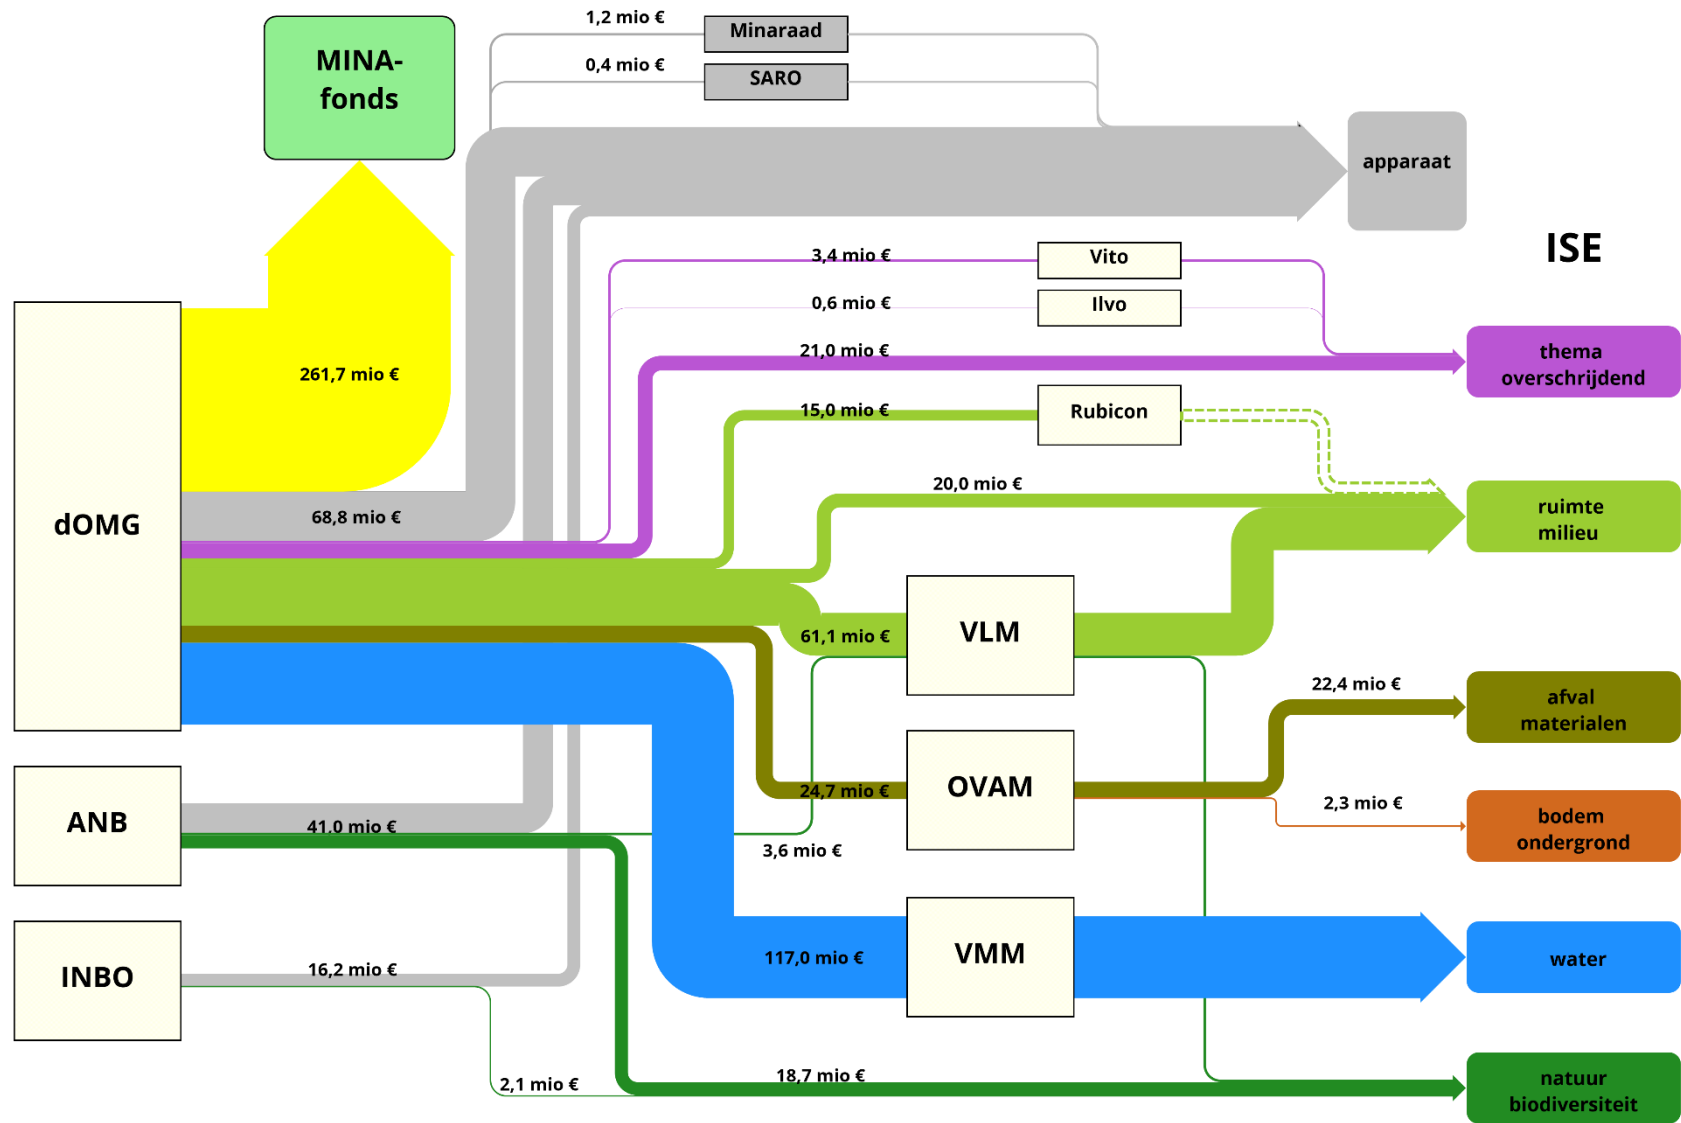 1,2 mio €
Minaraad
MINA-
fonds
0,4 mio €
SARO
apparaat
ISE
3,4 mio €
Vito
0,6 mio €
Ilvo
21,0 mio €
thema
overschrijdend
261,7 mio €
15,0 mio €
Rubicon
20,0 mio €
ruimte
milieu
dOMG
68,8 mio €
61,1 mio €
VLM
22,4 mio €
afval
materialen
24,7 mio €
OVAM
2,3 mio €
bodem
ondergrond
ANB
41,0 mio €
3,6 mio €
117,0 mio €
VMM
water
INBO
16,2 mio €
2,1 mio €
18,7 mio €
natuur
biodiversiteit